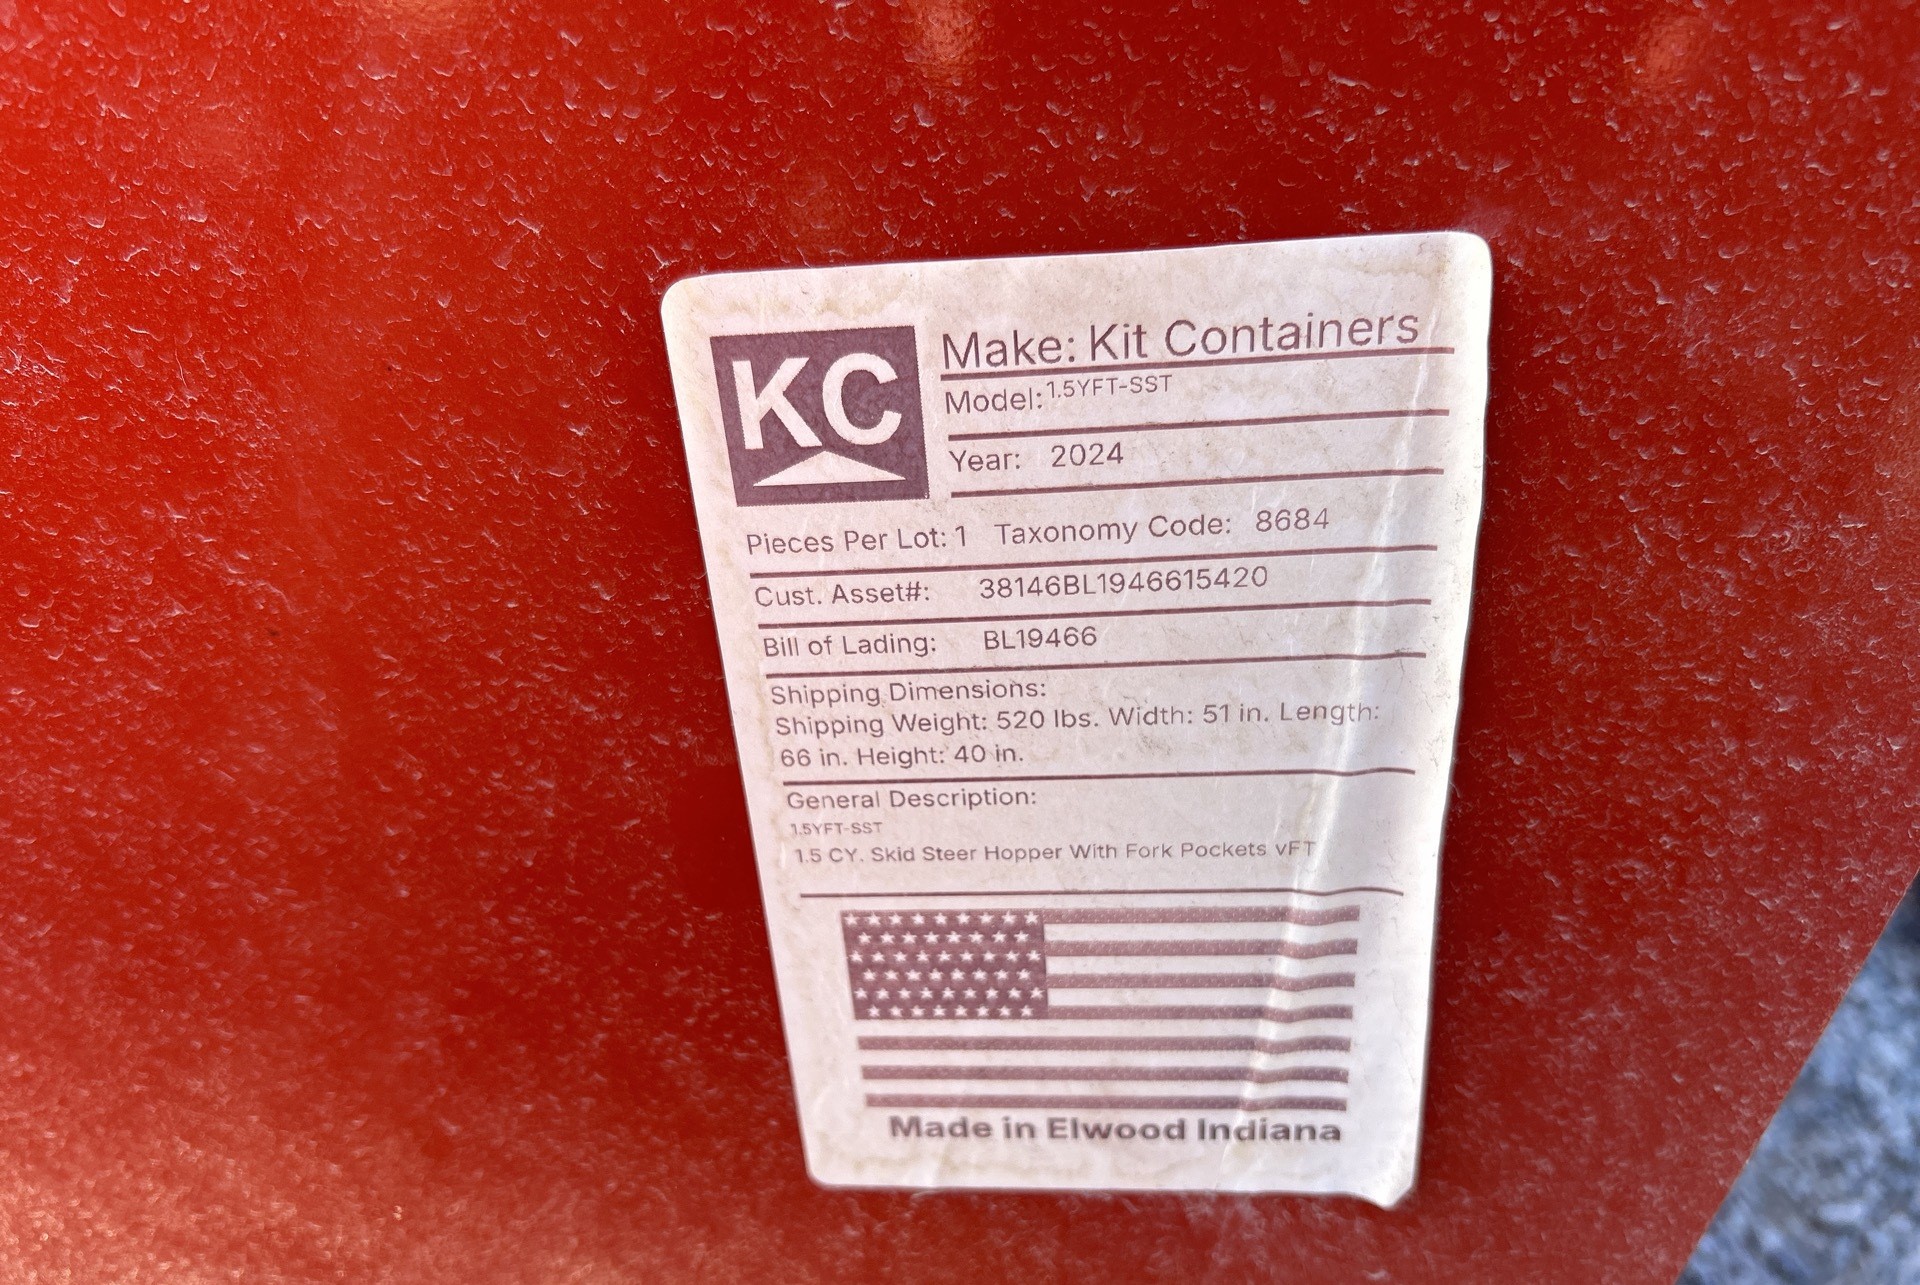 KC
Make: Kit Containers
Model: 1.5YFT-SST
Year: 2024
Pieces Per Lot: 1 Taxonomy Code: 8684
Cust. Asset#: 38146BL1946615420
Bill of Lading: BL19466
Shipping Dimensions:
Shipping Weight: 520 lbs. Width: 51 in. Length:
66 in. Height: 40 in.
General Description:
1.5YFT-SST
1.5 CY. Skid Steer Hopper With Fork Pockets vFT
Made in Elwood Indiana